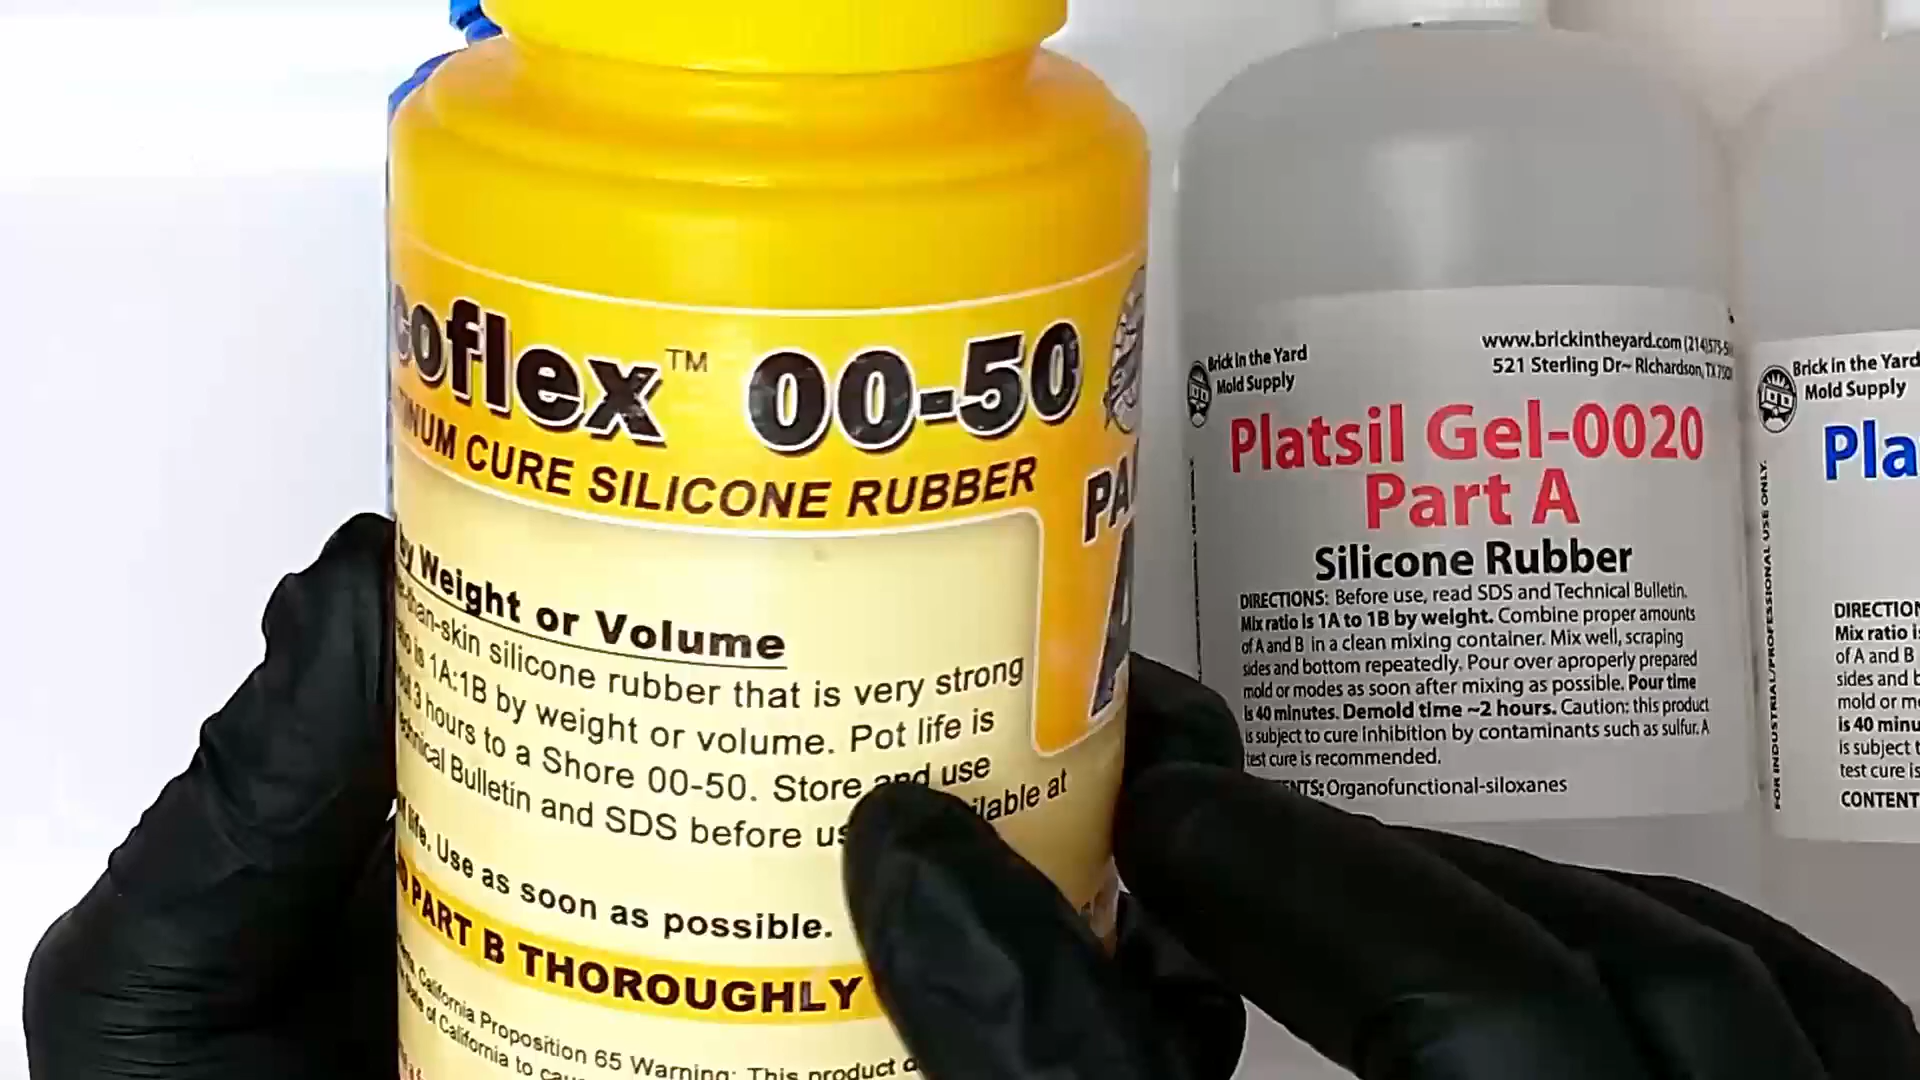 coflex™ 00-50
CURE SILICONE RUBBER
by Weight or Volume
silicone rubber that is very strong
is 1A:1B by weight or volume. Pot life is
3 hours to a Shore 00-50. Store and use
Bulletin and SDS before
life. Use as soon as possible.
PART B THOROUGHLY
California Proposition 65 Warning: This product
of California to
Brick in the Yard
Mold Supply
www.brickintheyard.com
521 Sterling Dr~ Richardson, TX
Platsil Gel-0020
Part A
Silicone Rubber
DIRECTIONS: Before use, read SDS and Technical Bulletin.
Mix ratio is 1A to 1B by weight. Combine proper amounts
of A and B in a clean mixing container. Mix well, scraping
sides and bottom repeatedly. Pour over aproperly prepared
mold or modes as soon after mixing as possible. Pour time
is 40 minutes. Demold time ~2 hours. Caution: this product
is subject to cure inhibition by contaminants such as sulfur. A
test cure is recommended.
Organofunctional-siloxanes
Brick in the Yard
Mold Supply
Pla
FOR INDUSTRIAL/PROFESSIONAL USE ONLY.
Mix ratio
of A and B
sides and
mold or
is 40
is subject
test cure is
CONTENT